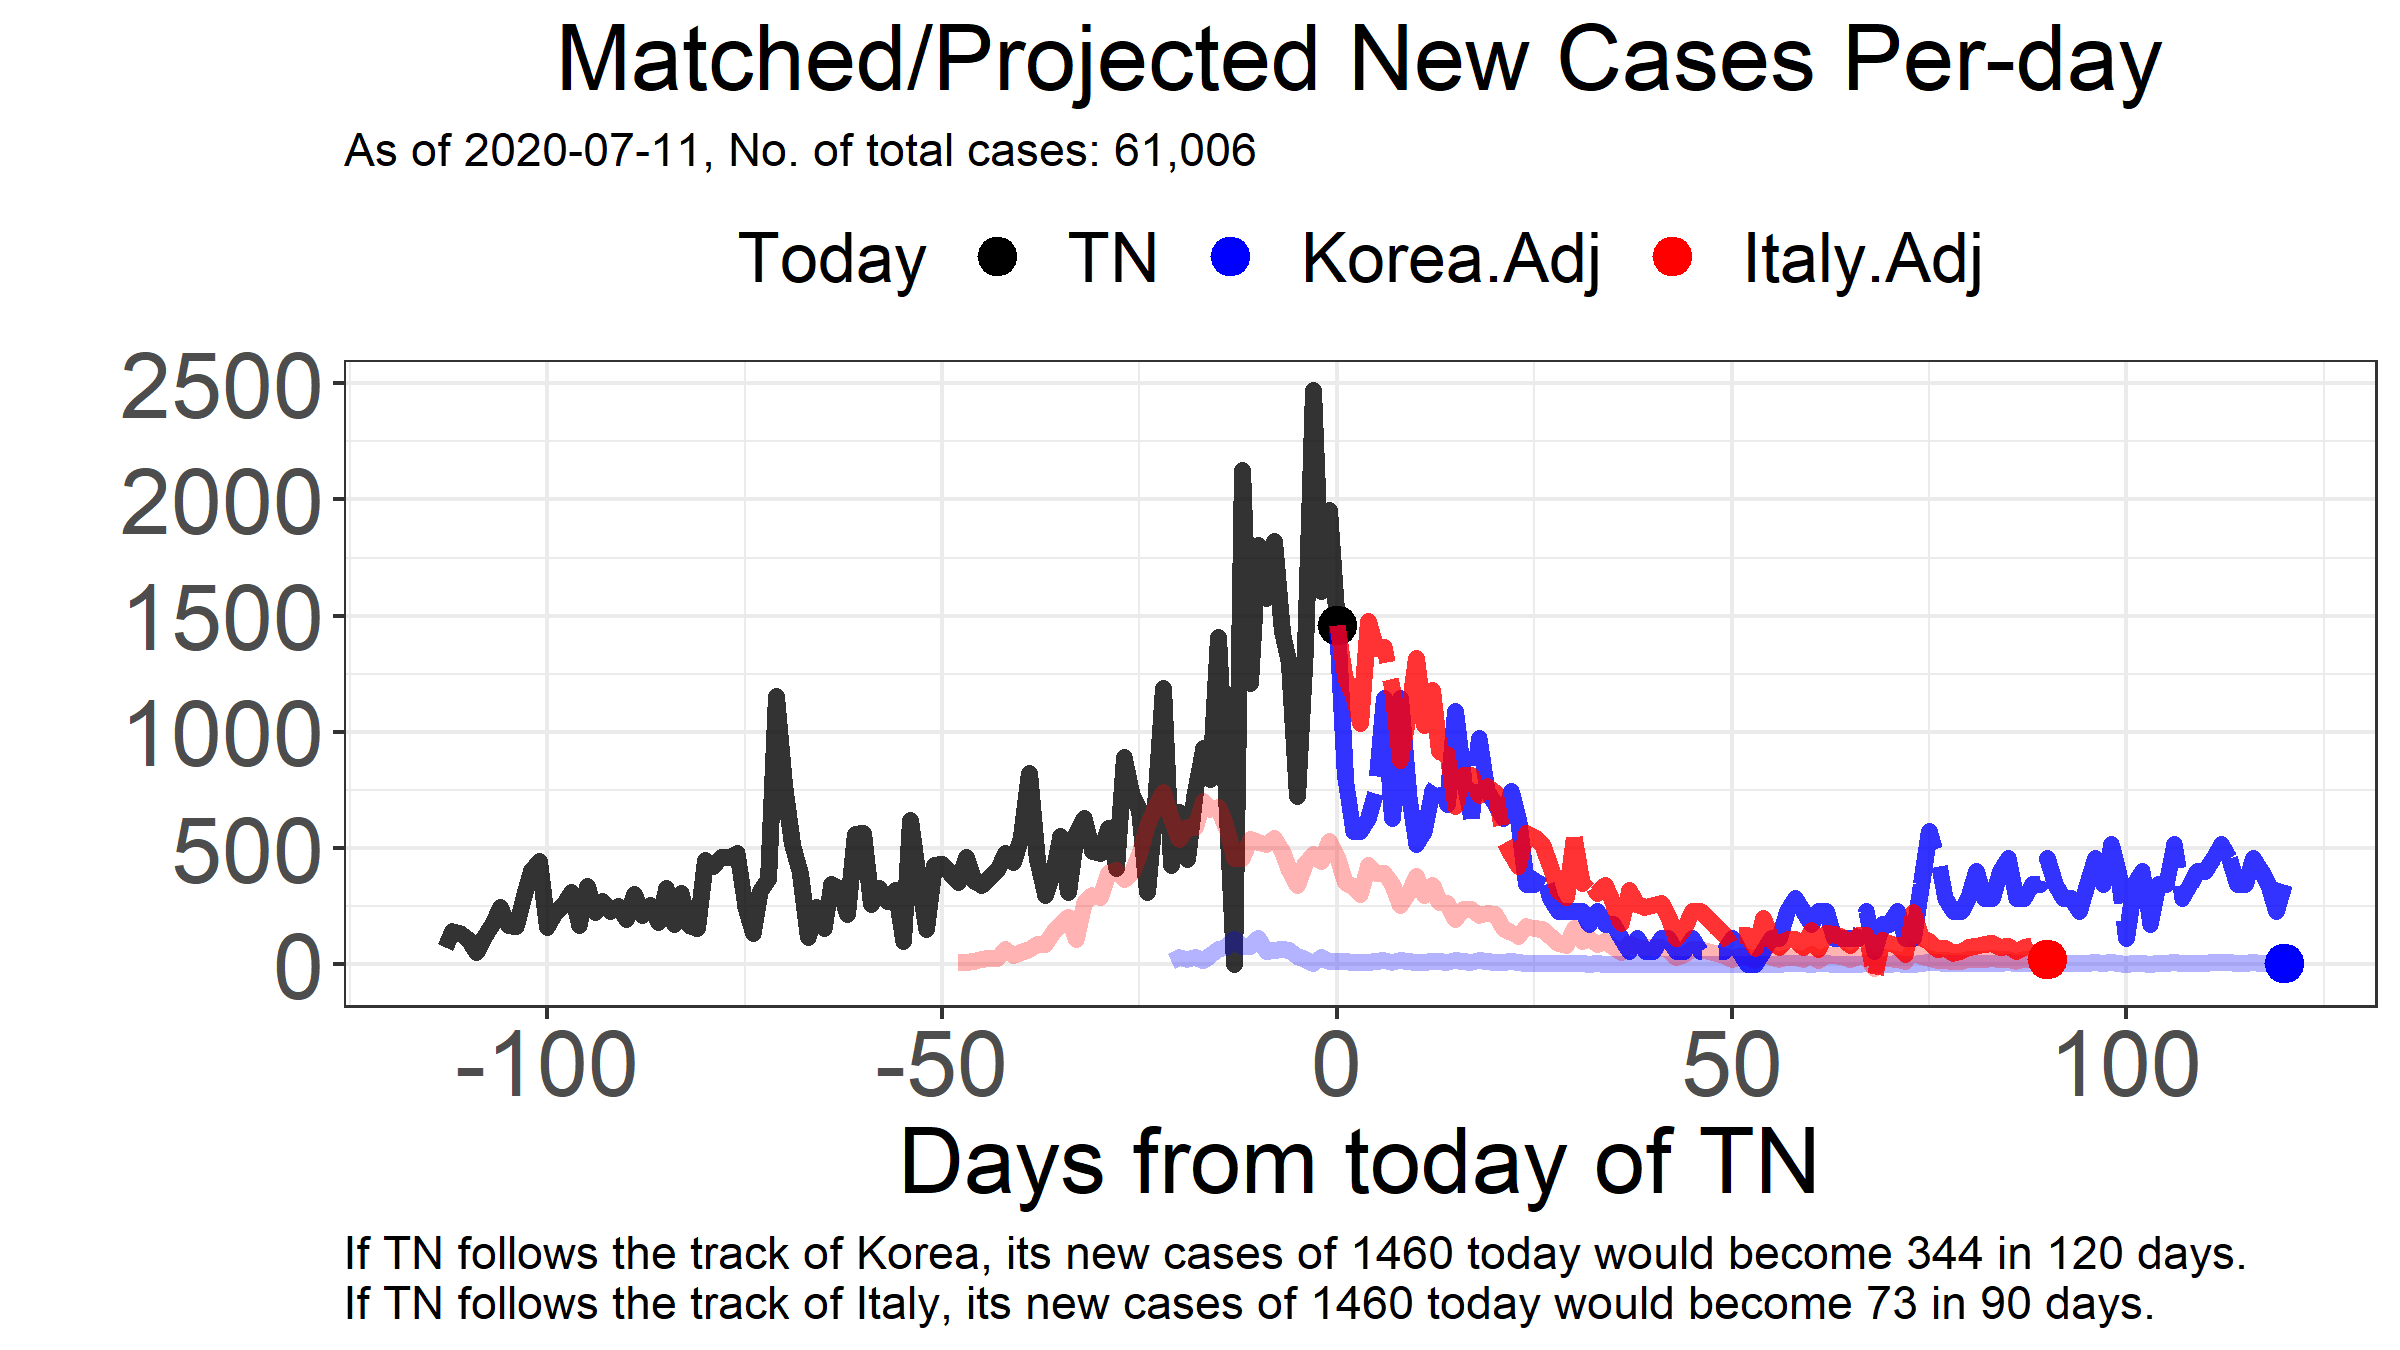 Matched/Projected New Cases Per-day
As of 2020-07-11, No. of total cases: 61,006
Today TN Korea.Adj Italy.Adj
2500
2000
1500
1000
500
0
-100 -50 0 50 100
Days from today of TN
If TN follows the track of Korea, its new cases of 1460 today would become 344 in 120 days.
If TN follows the track of Italy, its new cases of 1460 today would become 73 in 90 days.